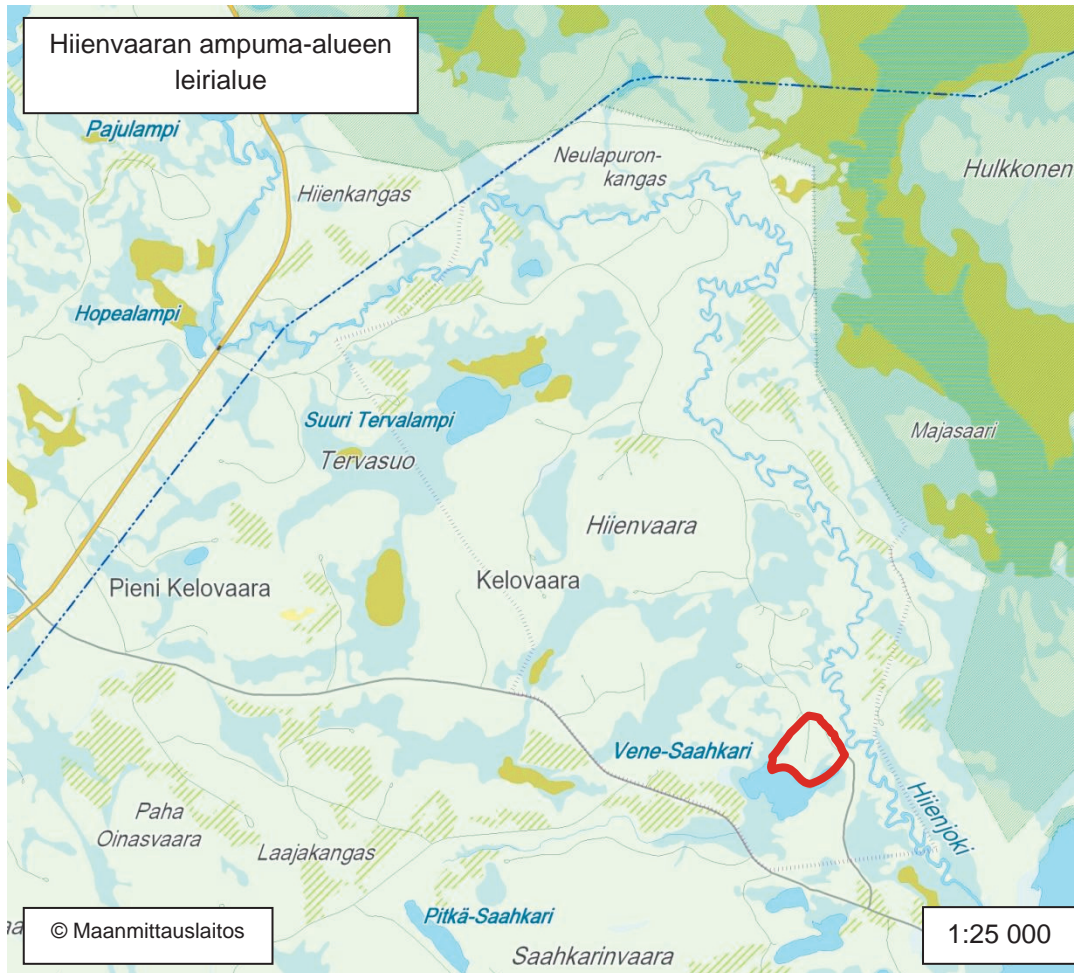 Hiienvaaran ampuma-alueen
leirialue
Pajulampi
Neulapuron-
kangas
Hulkkonen
Hiienkangas
Hopealampi
Suuri Tervalampi
Majasaari
Tervasuo
Hiienvaara
Pieni Kelovaara
Kelovaara
Vene-Saahkari
Hiienjoki
Paha
Oinasvaara
Laajakangas
Pitkä-Saahkari
© Maanmittauslaitos
1:25 000
Saahkarinvaara